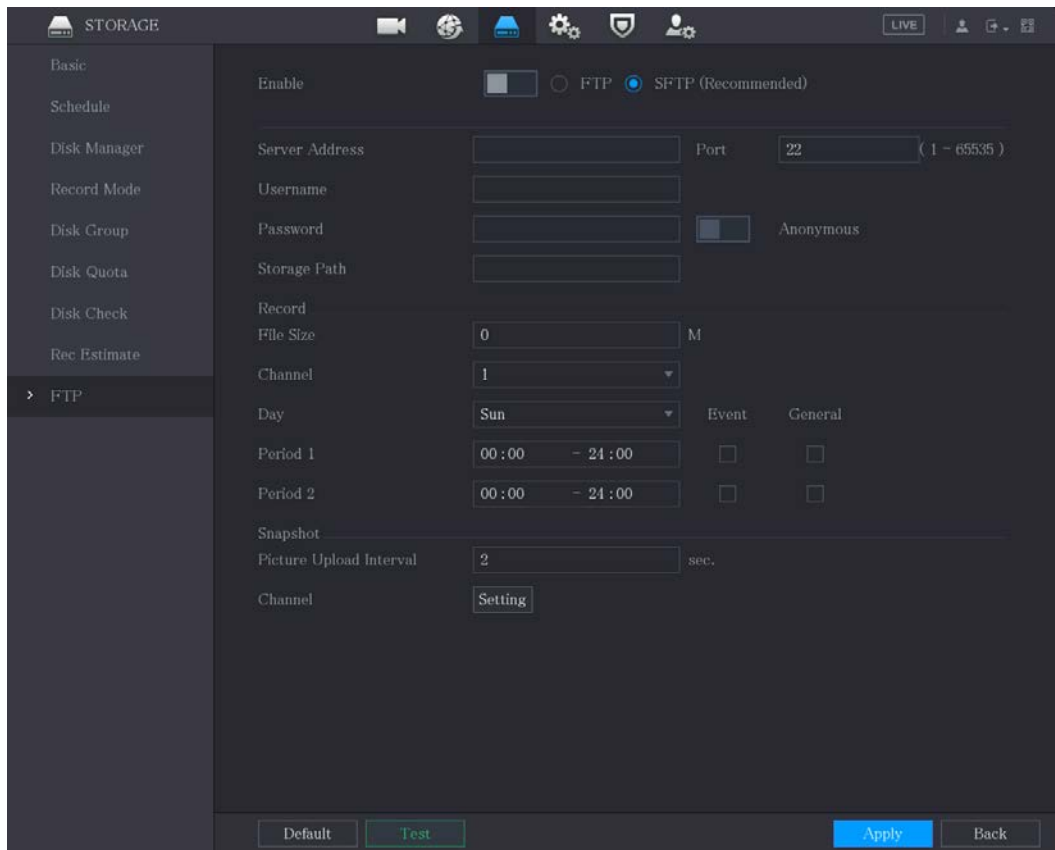 STORAGE LIVE
Basic
Schedule
Disk Manager
Record Mode
Disk Group
Disk Quota
Disk Check
Rec Estimate
> FTP
Enable FTP SFTP (Recommended)
Server Address Port 22 ( 1 - 65535 )
Username
Password Anonymous
Storage Path
Record
File Size 0 M
Channel 1
Day Sun Event General
Period 1 00:00 - 24:00
Period 2 00:00 - 24:00
Snapshot
Picture Upload Interval 2 sec.
Channel Setting
Default Test Apply Back